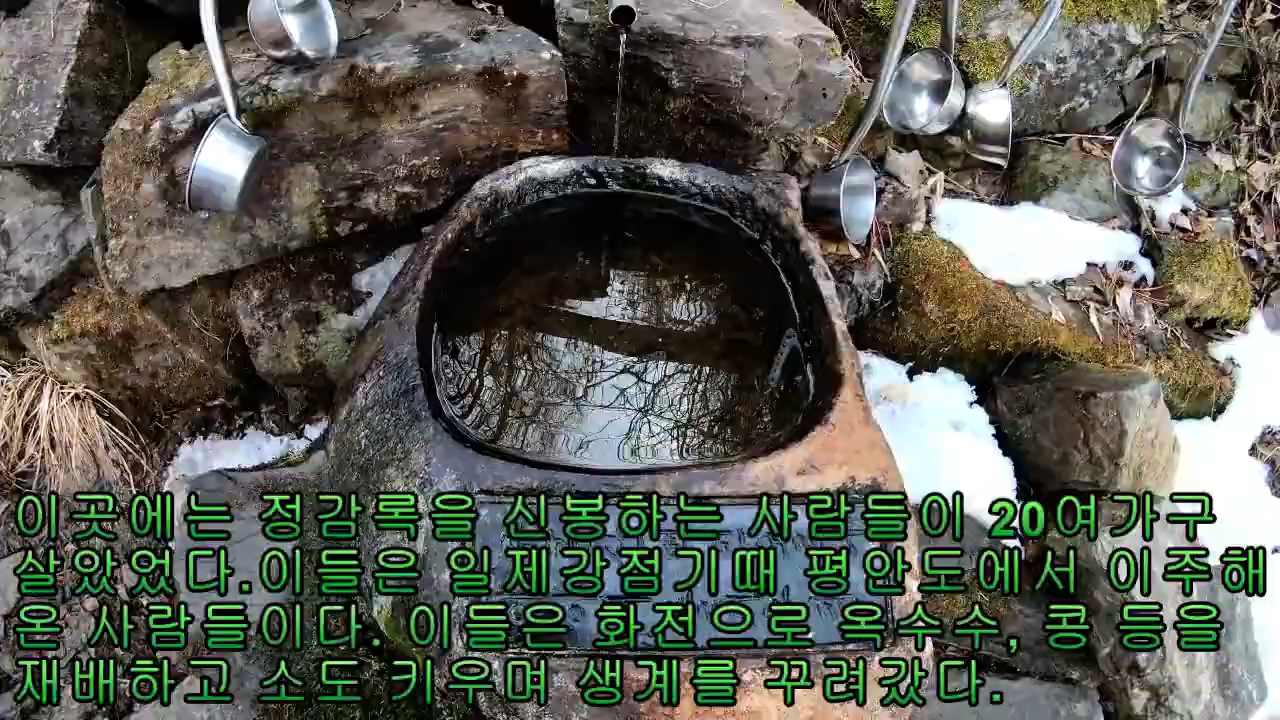 이곳에는 정감록을 신봉하는 사람들이 20여가구
살았었다.이들은 일제강점기때 평안도에서 이주해
온 사람들이다. 이들은 화전으로 옥수수, 콩 등을
재배하고 소도 키우며 생계를 꾸려갔다.